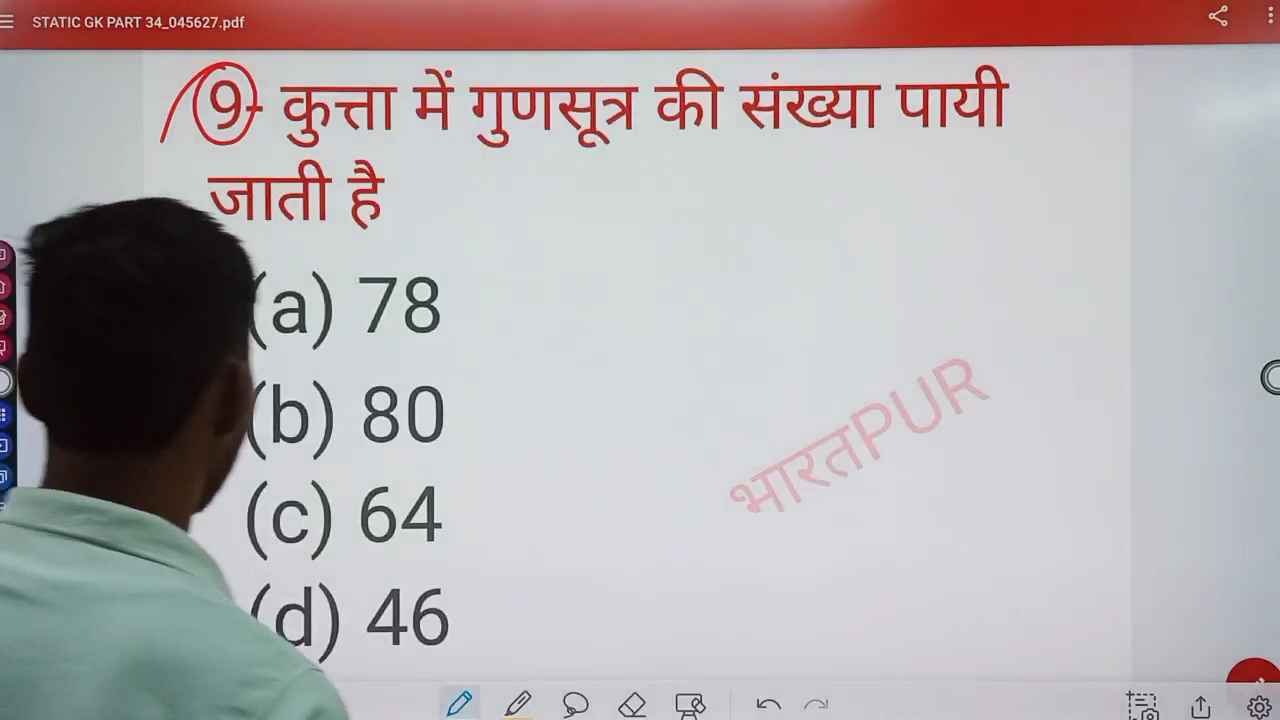 STATIC GK PART 34_045627.pdf
9- कुत्ता में गुणसूत्र की संख्या पायी
जाती है
(a) 78
(b) 80
(c) 64
(d) 46
भारतPUR